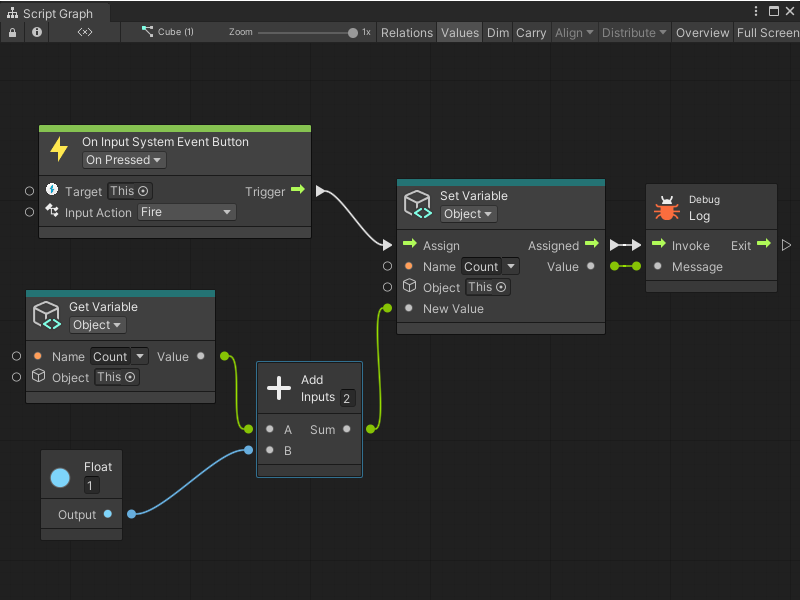 Script Graph
<×> Cube (1) Zoom 1x Relations Values Dim Carry Align Distribute Overview Full Screen
On Input System Event Button
On Pressed
Target This Trigger
Input Action Fire
Set Variable
Object
Assign Assigned
Name Count Value
Object This
New Value
Debug
Log
Invoke Exit
Message
Get Variable
Object
Name Count Value
Object This
Add
Inputs 2
A Sum
B
Float
1
Output